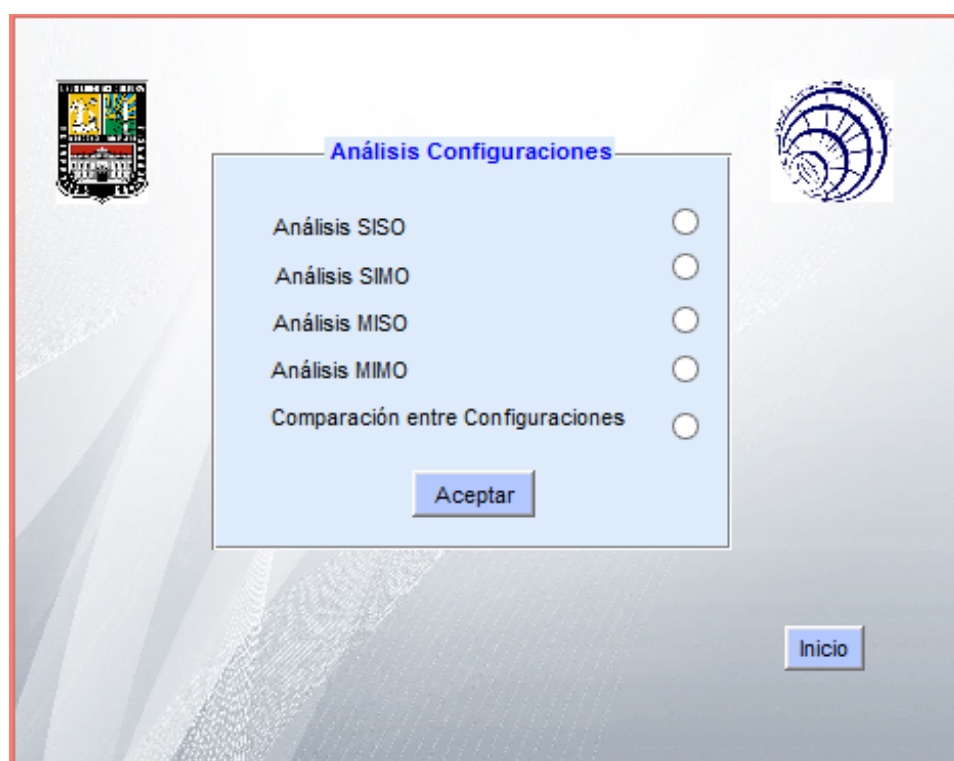 Análisis Configuraciones
Análisis SISO
Análisis SIMO
Análisis MISO
Análisis MIMO
Comparación entre Configuraciones
Aceptar
Inicio